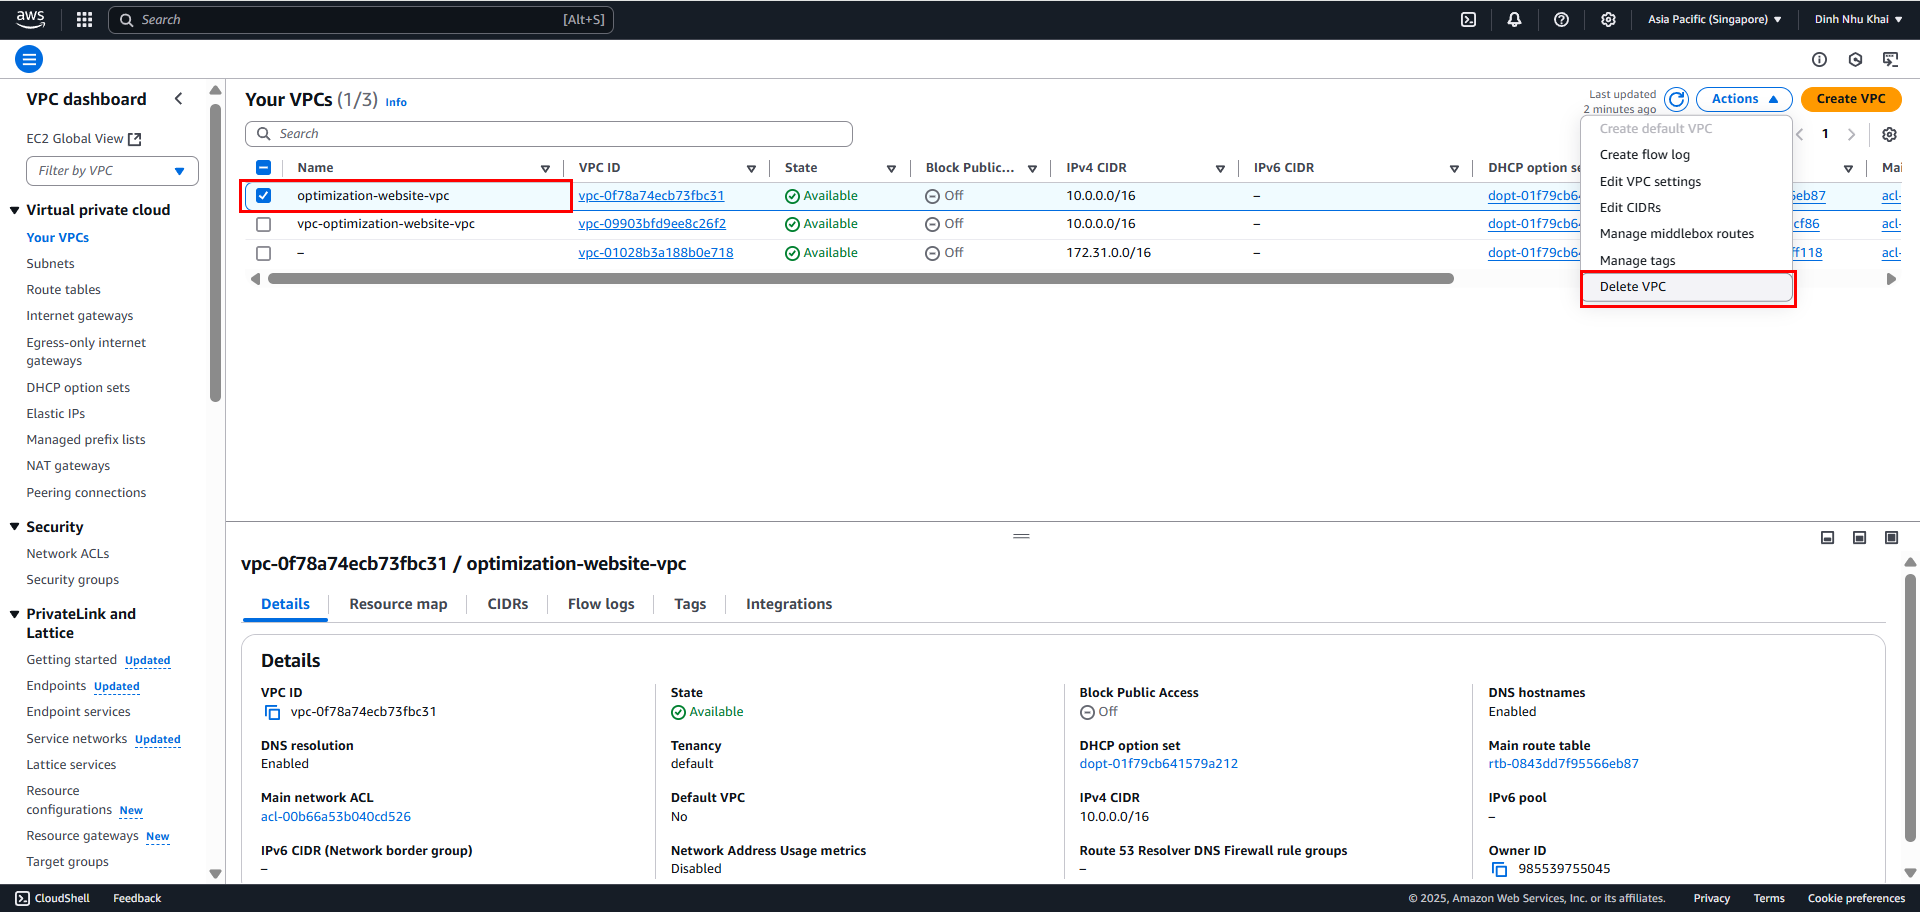 aws
Search
[Alt+S]
Asia Pacific (Singapore)
Dinh Nhu Khai
VPC dashboard
EC2 Global View
Filter by VPC
Virtual private cloud
Your VPCs
Subnets
Route tables
Internet gateways
Egress-only internet
gateways
DHCP option sets
Elastic IPs
Managed prefix lists
NAT gateways
Peering connections
Security
Network ACLs
Security groups
PrivateLink and
Lattice
Getting started Updated
Endpoints Updated
Endpoint services
Service networks Updated
Lattice services
Resource
configurations New
Resource gateways New
Target groups
Your VPCs (1/3) Info
Last updated
2 minutes ago
Actions
Create VPC
Search
1
Create default VPC
Create flow log
Edit VPC settings
Edit CIDRs
Manage middlebox routes
Manage tags
Delete VPC
Name VPC ID State Block Public... IPv4 CIDR IPv6 CIDR DHCP option se Mai
optimization-website-vpc vpc-0f78a74ecb73fbc31 Available Off 10.0.0.0/16 – dopt-01f79cb64 6eb87 acl-
vpc-optimization-website-vpc vpc-09903bfd9ee8c26f2 Available Off 10.0.0.0/16 – dopt-01f79cb64 cf86 acl-
– vpc-01028b3a188b0e718 Available Off 172.31.0.0/16 – dopt-01f79cb64 ff118 acl-
vpc-0f78a74ecb73fbc31 / optimization-website-vpc
Details Resource map CIDRs Flow logs Tags Integrations
Details
VPC ID
vpc-0f78a74ecb73fbc31
State
Available
Block Public Access
Off
DNS hostnames
Enabled
DNS resolution
Enabled
Tenancy
default
DHCP option set
dopt-01f79cb641579a212
Main route table
rtb-0843dd7f95566eb87
Main network ACL
acl-00b66a53b040cd526
Default VPC
No
IPv4 CIDR
10.0.0.0/16
IPv6 pool
–
IPv6 CIDR (Network border group)
–
Network Address Usage metrics
Disabled
Route 53 Resolver DNS Firewall rule groups
–
Owner ID
985539755045
CloudShell Feedback © 2025, Amazon Web Services, Inc. or its affiliates. Privacy Terms Cookie preferences